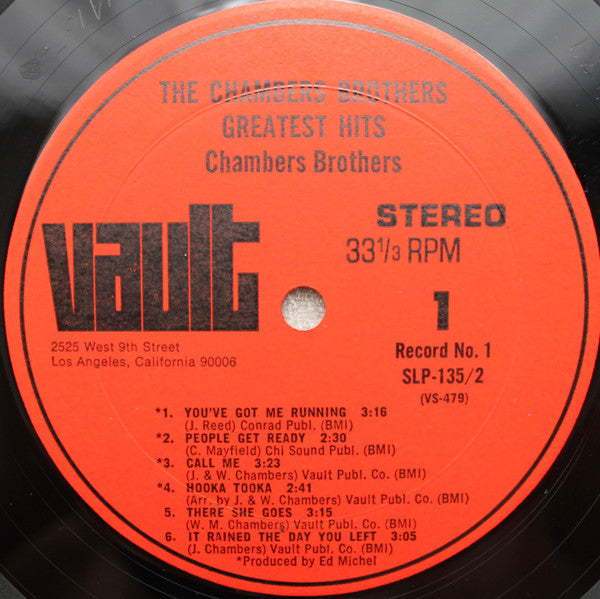 THE CHAMBERS BROTHERS
GREATEST HITS
Chambers Brothers
vault
STEREO
33 1/3 RPM
2525 West 9th Street
Los Angeles, California 90006
1
Record No. 1
SLP-135/2
(VS-479)
*1. YOU'VE GOT ME RUNNING 3:16
(J. Reed) Conrad Publ. (BMI)
*2. PEOPLE GET READY 2:30
(C. Mayfield) Chi Sound Publ. (BMI)
*3. CALL ME 3:23
(J. & W. Chambers) Vault Publ. Co. (BMI)
*4. HOOKA TOOKA 2:41
(Arr. by J. & W. Chambers) Vault Publ. Co. (BMI)
5. THERE SHE GOES 3:15
(W. M. Chambers) Vault Publ. Co. (BMI)
6. IT RAINED THE DAY YOU LEFT 3:05
(J. Chambers) Vault Publ. Co. (BMI)
*Produced by Ed Michel